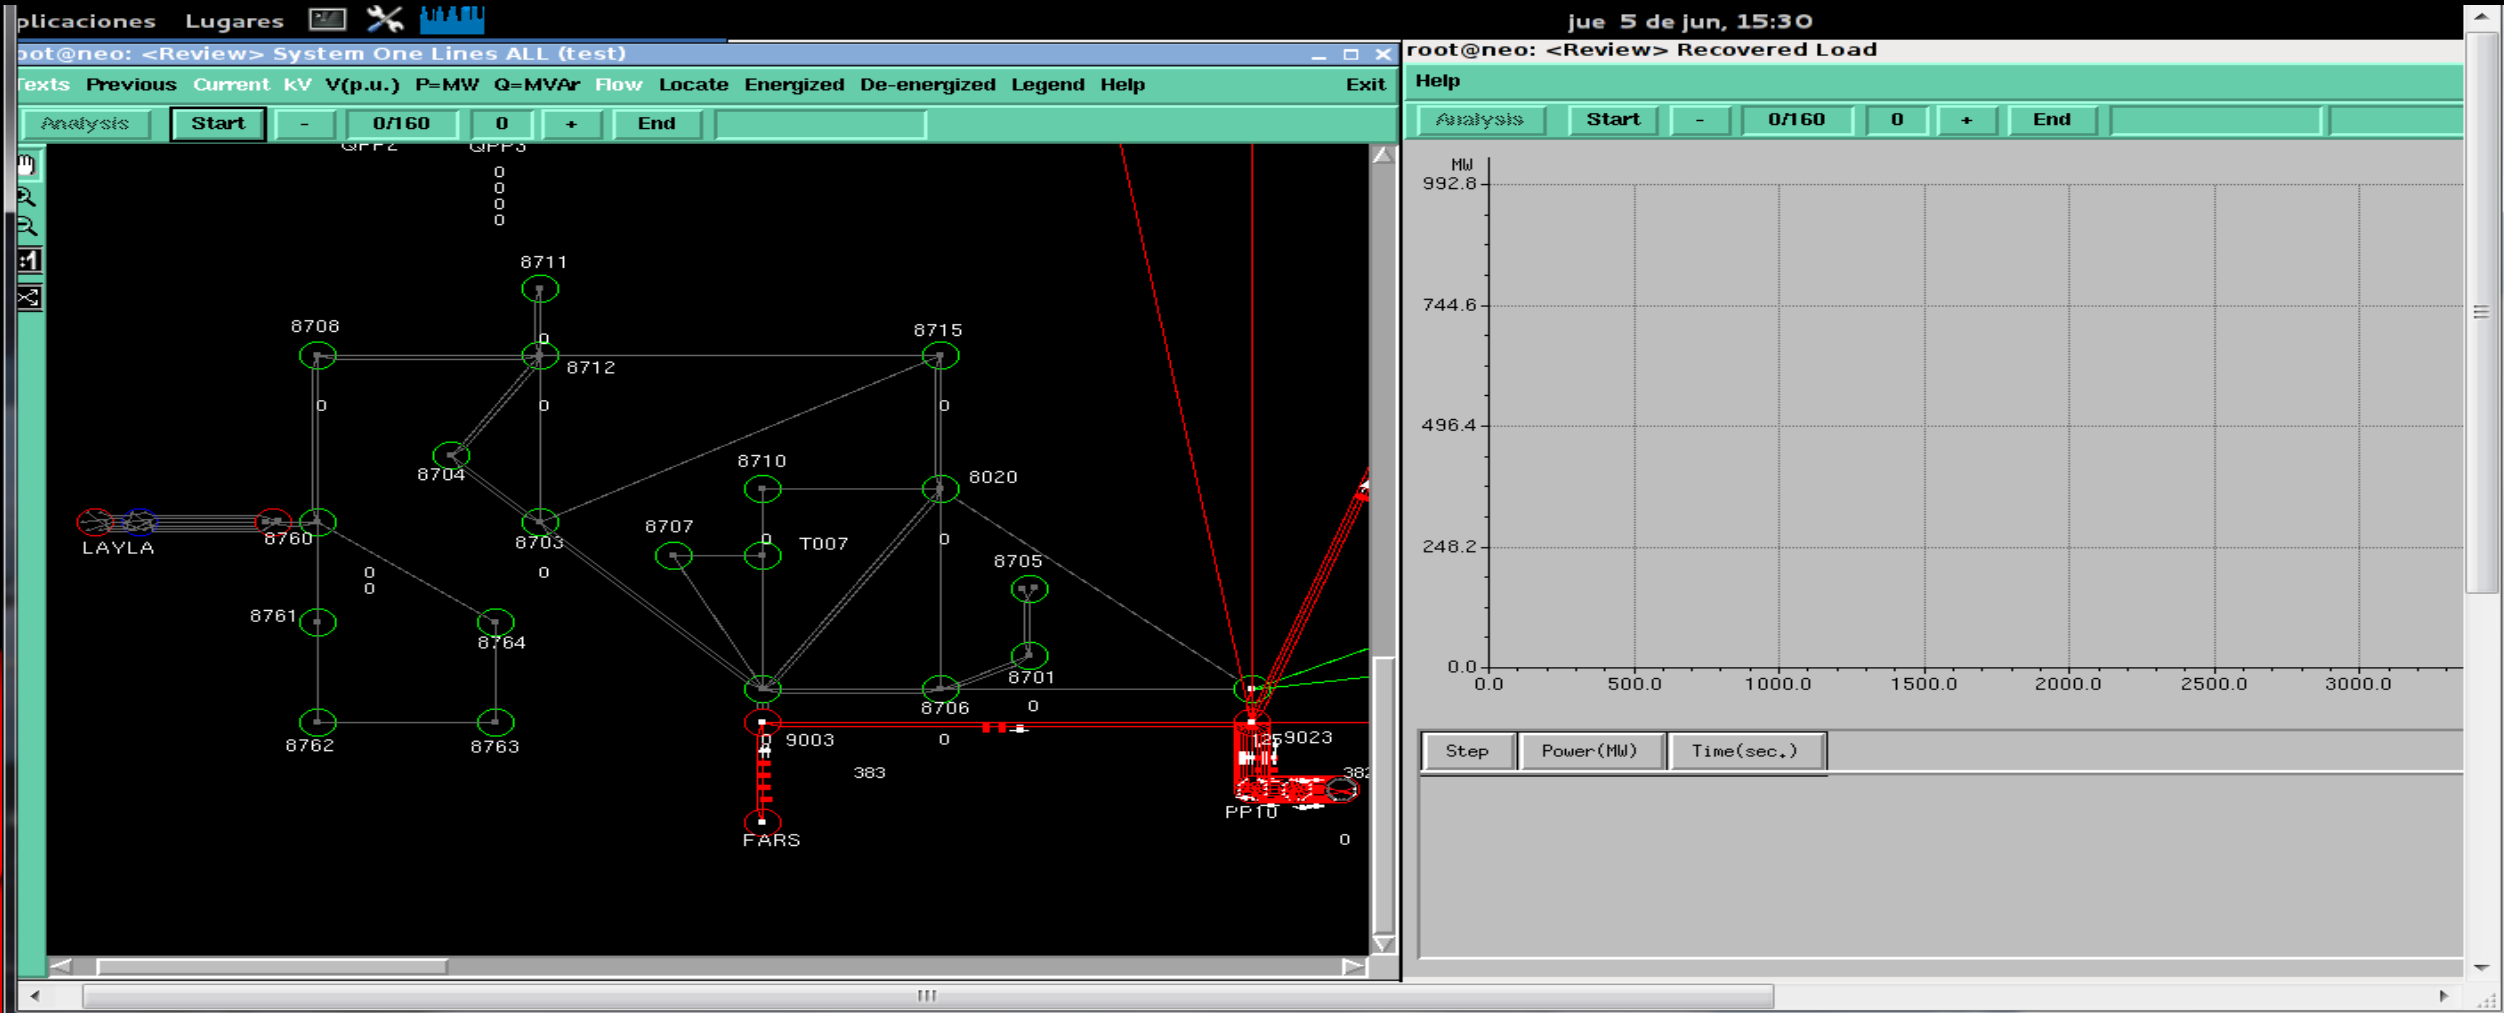 plicaciones Lugares jue 5 de jun, 15:30
oot@neo: <Review> System One Lines ALL (test)
Texts Previous Current kV V(p.u.) P=MW Q=MVAr Flow Locate Energized De-energized Legend Help Exit
Analysis Start - 0/160 0 + End
QPP2 QPP3
0
0
0
0
8711
8708
0
8715
8712
0 0 0
8704
8710
8020
8707
LAYLA
8760
8703
0
T007
0
8705
0
0
0
8761
8764
8701
8706
0
8762
8763
0
9003
0
1259023
383
382
PP10
FARS
0
:1
root@neo: <Review> Recovered Load
Help
Analysis Start - 0/160 0 + End
MW
992.8
744.6
496.4
248.2
0.0
0.0 500.0 1000.0 1500.0 2000.0 2500.0 3000.0
Step Power(MW) Time(sec.)